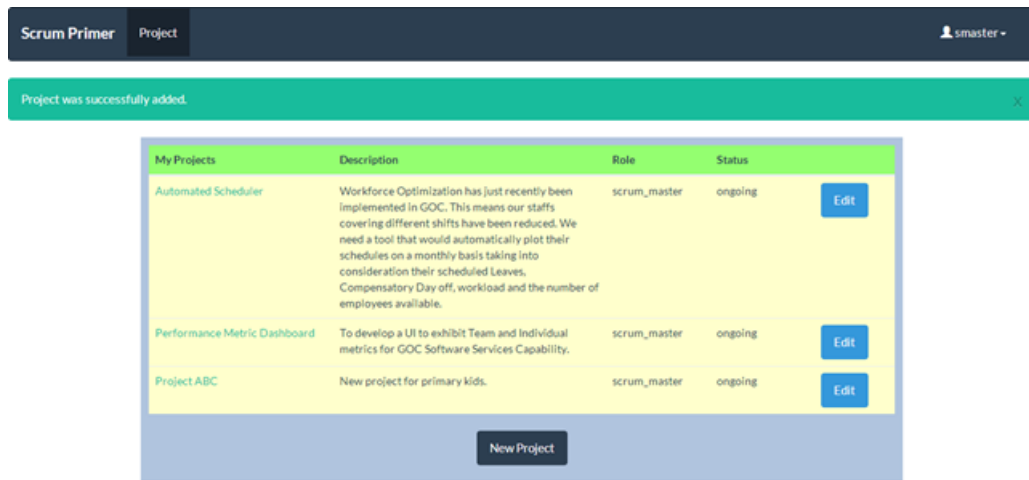 Scrum Primer Project smaster
Project was successfully added. X
My Projects Description Role Status
Automated Scheduler Workforce Optimization has just recently been scrum_master ongoing Edit
implemented in GOC. This means our staffs
covering different shifts have been reduced. We
need a tool that would automatically plot their
schedules on a monthly basis taking into
consideration their scheduled Leaves,
Compensatory Day off, workload and the number of
employees available.
Performance Metric Dashboard To develop a UI to exhibit Team and Individual scrum_master ongoing Edit
metrics for GOC Software Services Capability.
Project ABC New project for primary kids. scrum_master ongoing Edit
New Project